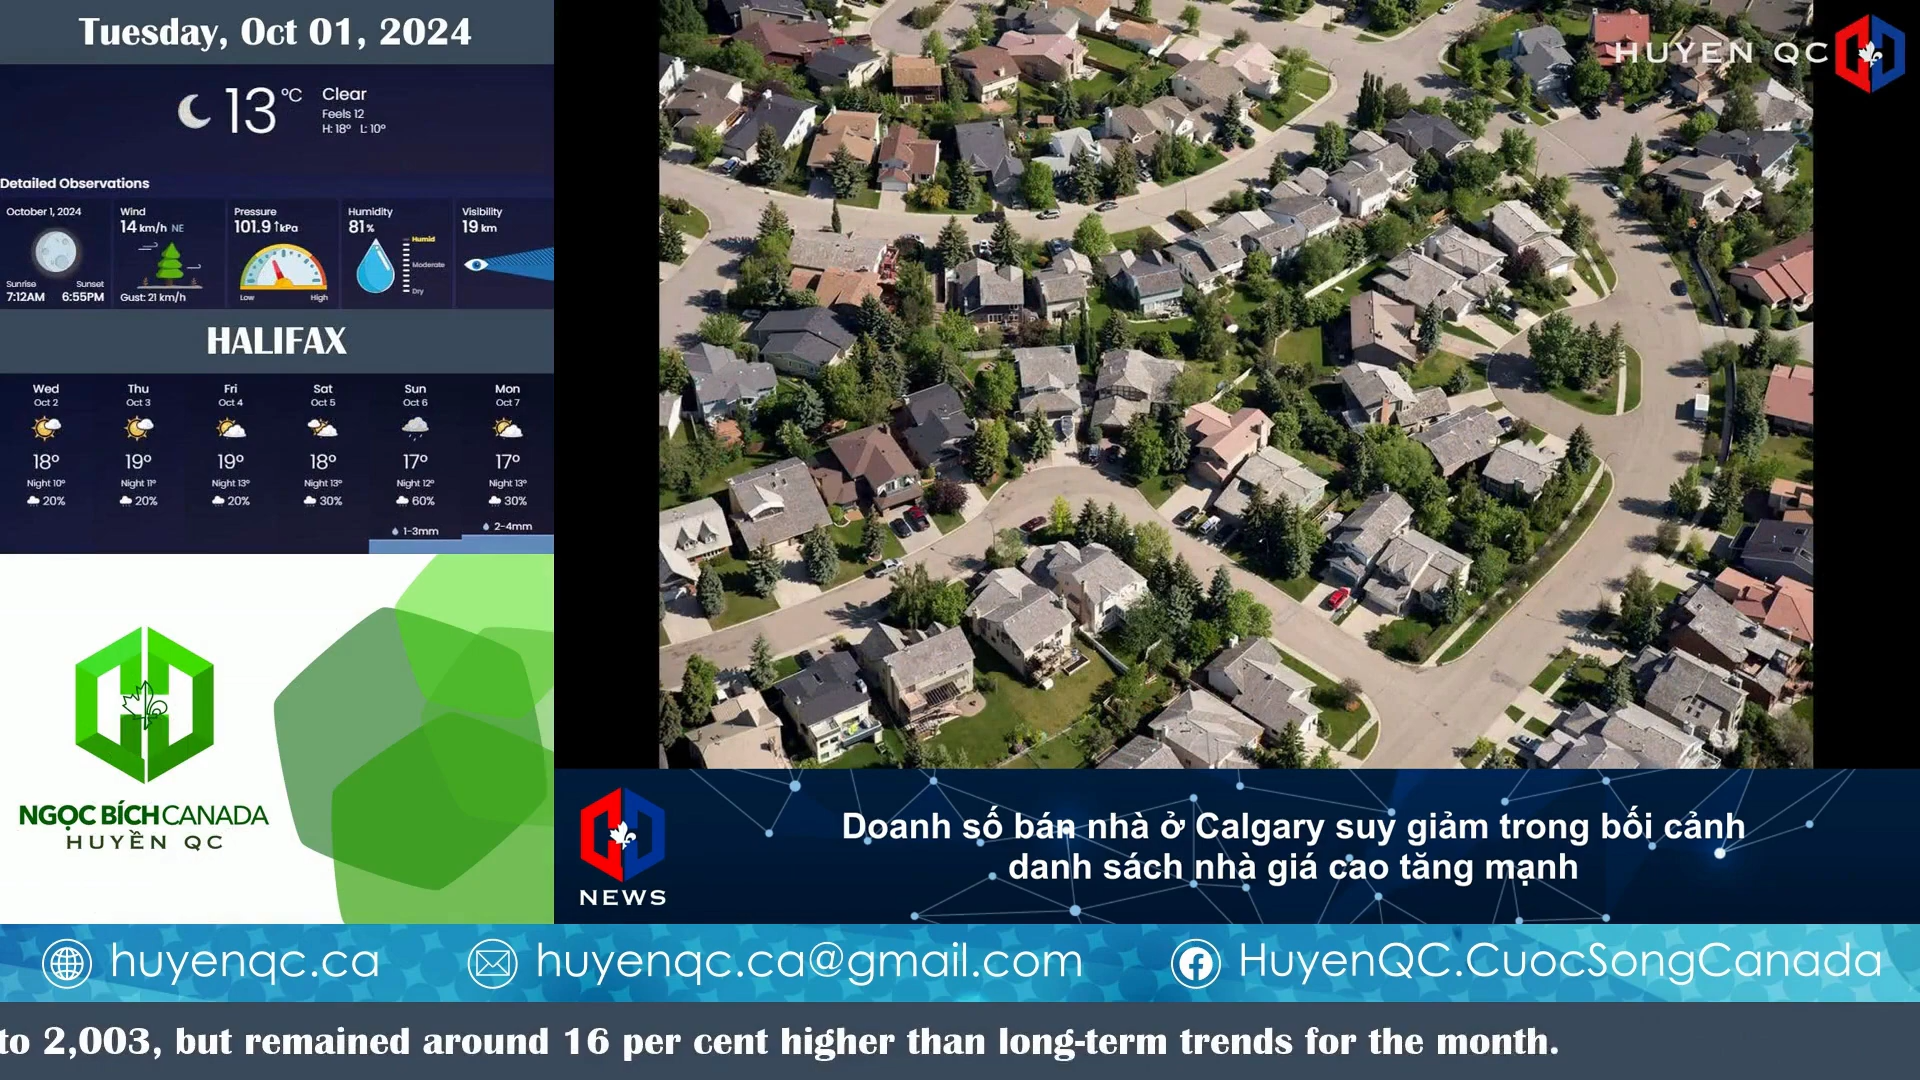 Tuesday, Oct 01, 2024
13 °C
Clear
Feels 12
H: 18° L: 10°
Detailed Observations
October 1, 2024
Sunrise Sunset
7:12AM 6:55PM
Wind
14 km/h NE
Gust: 21 km/h
Pressure
101.9 ↑kPa
Low High
Humidity
81%
Humid
Moderate
Dry
Visibility
19 km
HALIFAX
Wed Thu Fri Sat Sun Mon
Oct 2 Oct 3 Oct 4 Oct 5 Oct 6 Oct 7
18° 19° 19° 18° 17° 17°
Night 10° Night 11° Night 13° Night 13° Night 12° Night 13°
20% 20% 20% 30% 60% 30%
1-3mm 2-4mm
NGỌC BÍCH CANADA
HUYỀN QC
HUYEN QC
NEWS
Doanh số bán nhà ở Calgary suy giảm trong bối cảnh
danh sách nhà giá cao tăng mạnh
huyenqc.ca huyenqc.ca@gmail.com HuyenQC.CuocSongCanada
to 2,003, but remained around 16 per cent higher than long-term trends for the month.